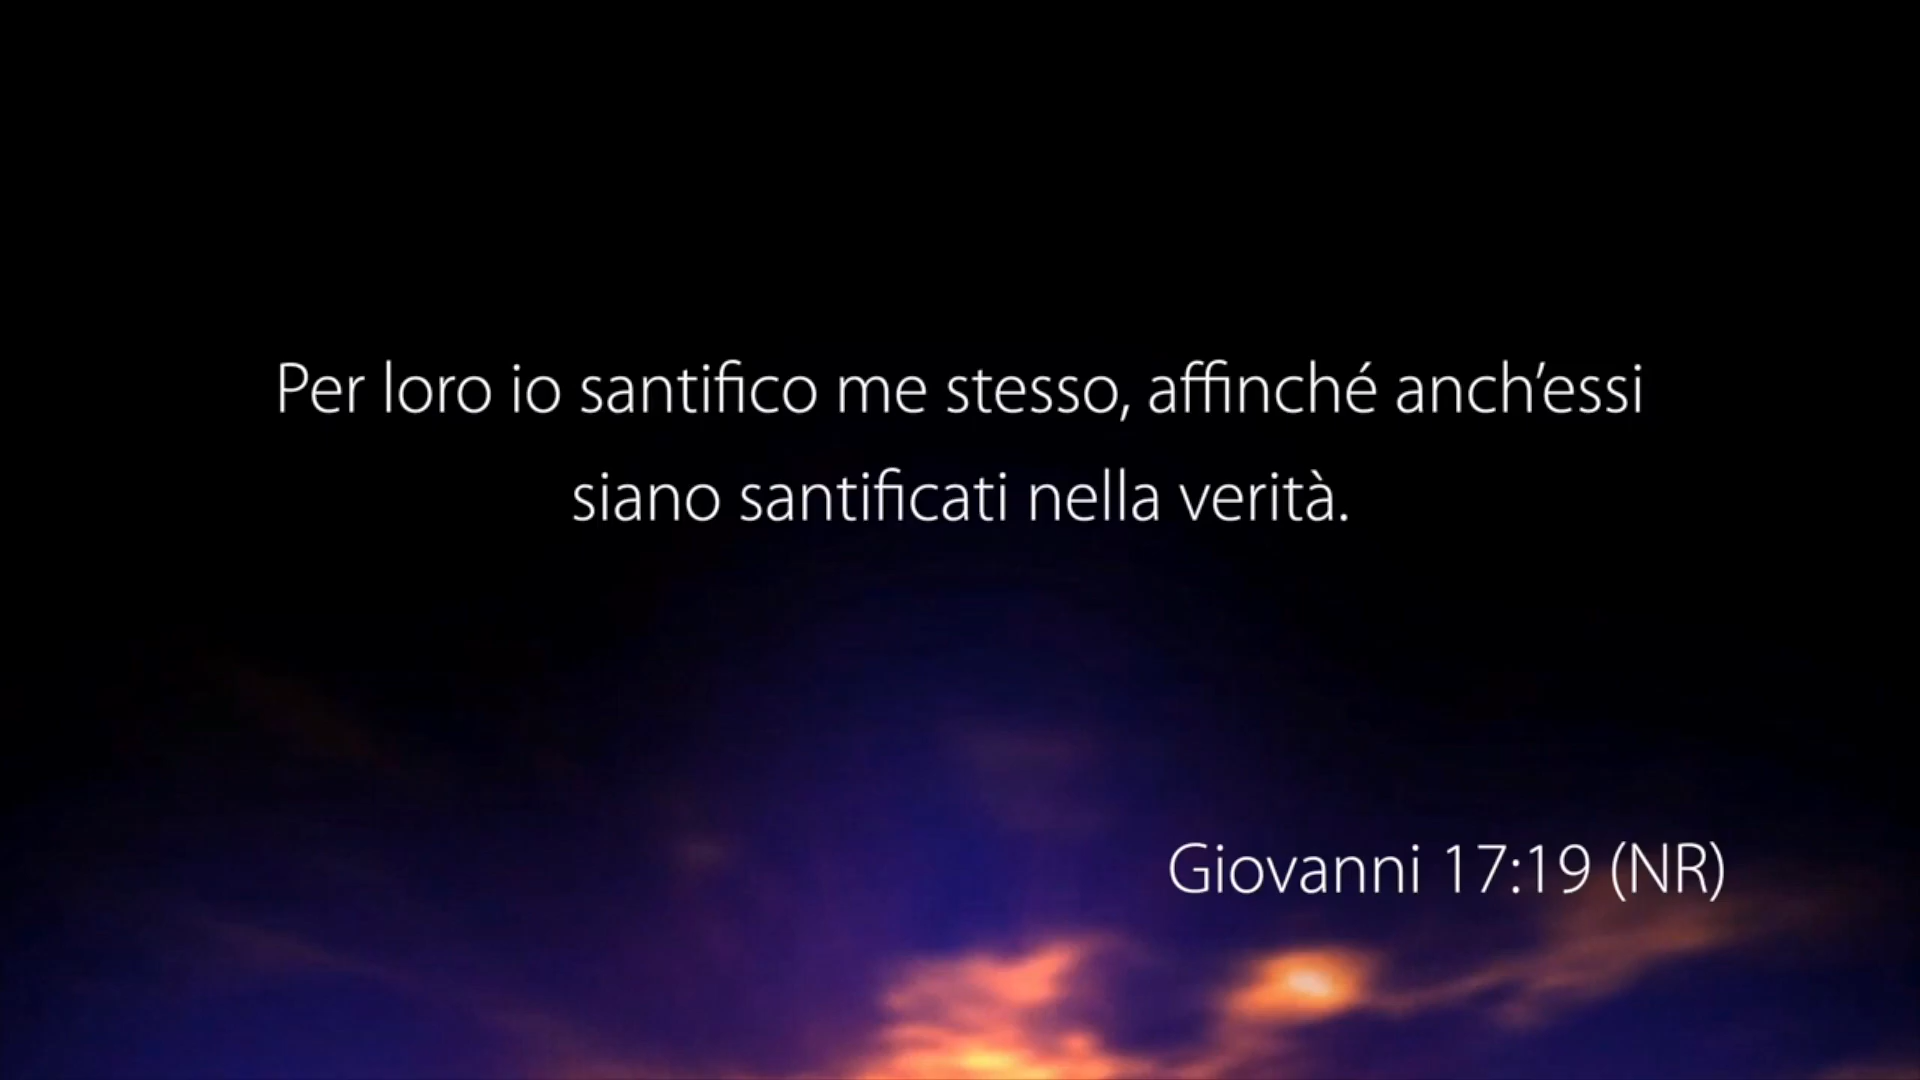 Per loro io santifico me stesso, affinché anch’essi
siano santificati nella verità.
Giovanni 17:19 (NR)